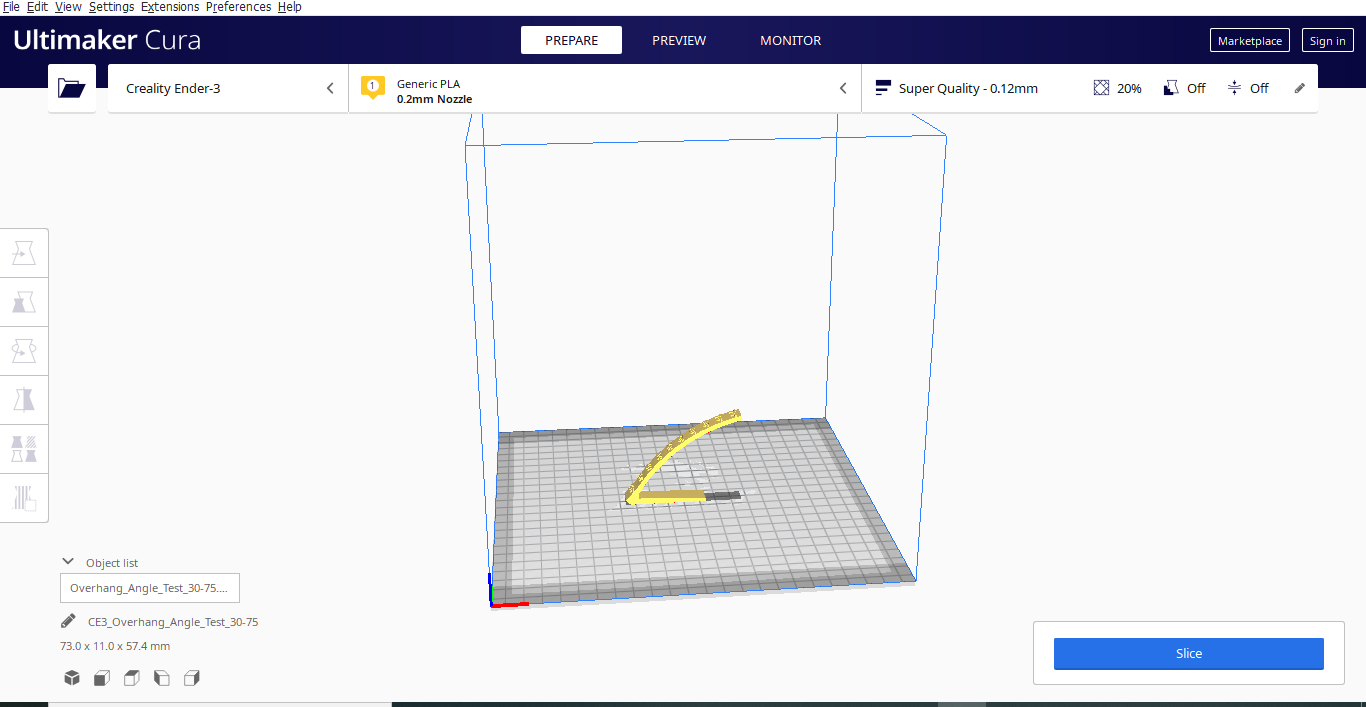 File Edit View Settings Extensions Preferences Help
Ultimaker Cura
PREPARE PREVIEW MONITOR
Marketplace Sign in
Creality Ender-3
1
Generic PLA
0.2mm Nozzle
Super Quality - 0.12mm
20% Off Off
Object list
Overhang_Angle_Test_30-75....
CE3_Overhang_Angle_Test_30-75
73.0 x 11.0 x 57.4 mm
Slice